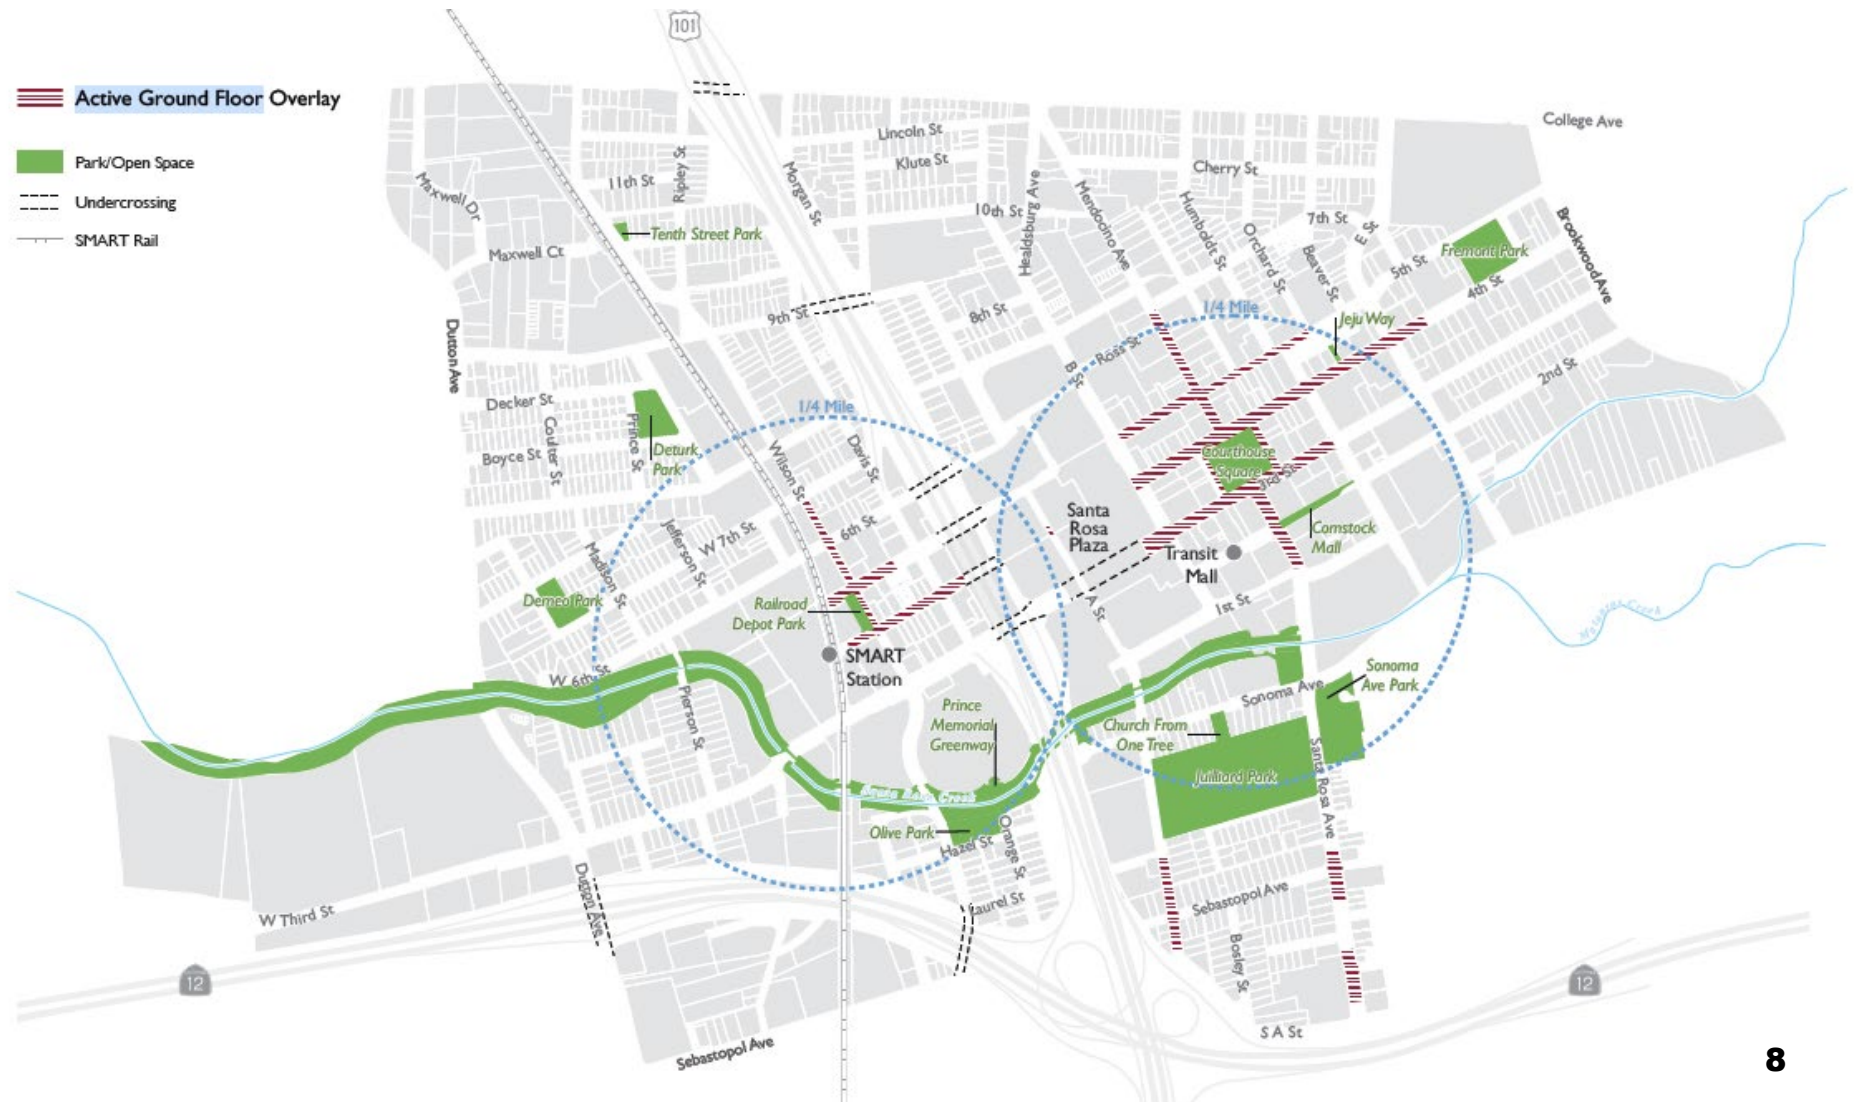 101
Active Ground Floor Overlay
Park/Open Space
Undercrossing
SMART Rail
College Ave
Lincoln St
Klute St
Cherry St
11th St
Ripley St
Morgan St
Maxwell Dr
Maxwell Ct
10th St
Healdsburg Ave
Mendocino Ave
Humboldt St
Orchard St
7th St
Beaver St
E St
5th St
Fremont Park
4th St
Brookwood Ave
Tenth Street Park
9th St
8th St
1/4 Mile
Jeju Way
Dutton Ave
Ross St
B St
2nd St
Decker St
Coulter St
Boyce St
Prince St
Deturk
Park
1/4 Mile
Wilson St
Davis St
Courthouse
Square
3rd St
Santa
Rosa
Plaza
Comstock
Mall
Transit
Mall
6th St
W 7th St
Jefferson St
Madison St
Demeo Park
Railroad
Depot Park
A St
1st St
Matanzas Creek
SMART
Station
W 6th St
Pierson St
Prince
Memorial
Greenway
Sonoma
Ave Park
Sonoma Ave
Church From
One Tree
Juilliard Park
Santa Rosa Ave
Santa Rosa Creek
Olive Park
Hazel St
Orange St
Laurel St
Dutton Ave
W Third St
Sebastopol Ave
Bosley St
12
12
S A St
Sebastopol Ave
8